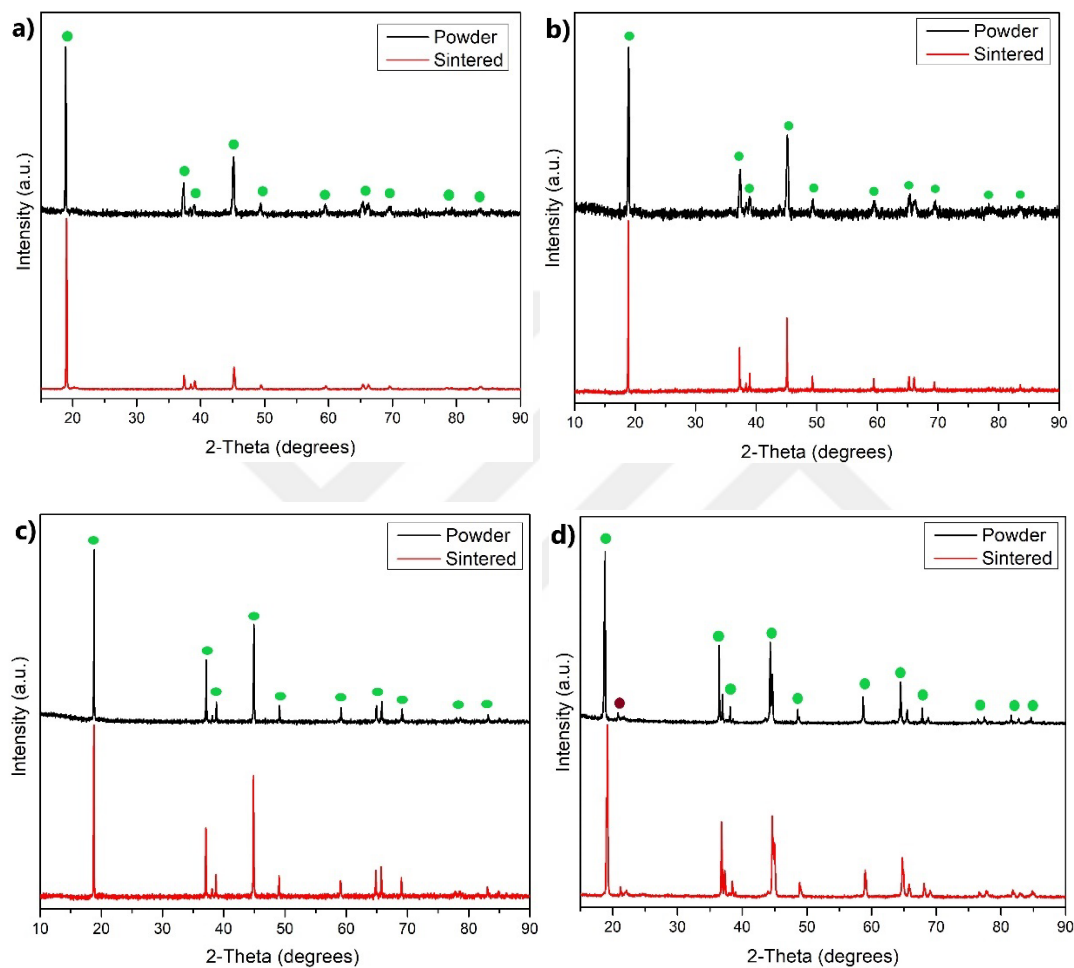 a)
Powder
Sintered
Intensity (a.u.)
20 30 40 50 60 70 80 90
2-Theta (degrees)
b)
Powder
Sintered
Intensity (a.u.)
10 20 30 40 50 60 70 80 90
2-Theta (degrees)
c)
Powder
Sintered
Intensity (a.u.)
10 20 30 40 50 60 70 80 90
2-Theta (degrees)
d)
Powder
Sintered
Intensity (a.u.)
20 30 40 50 60 70 80 90
2-Theta (degrees)